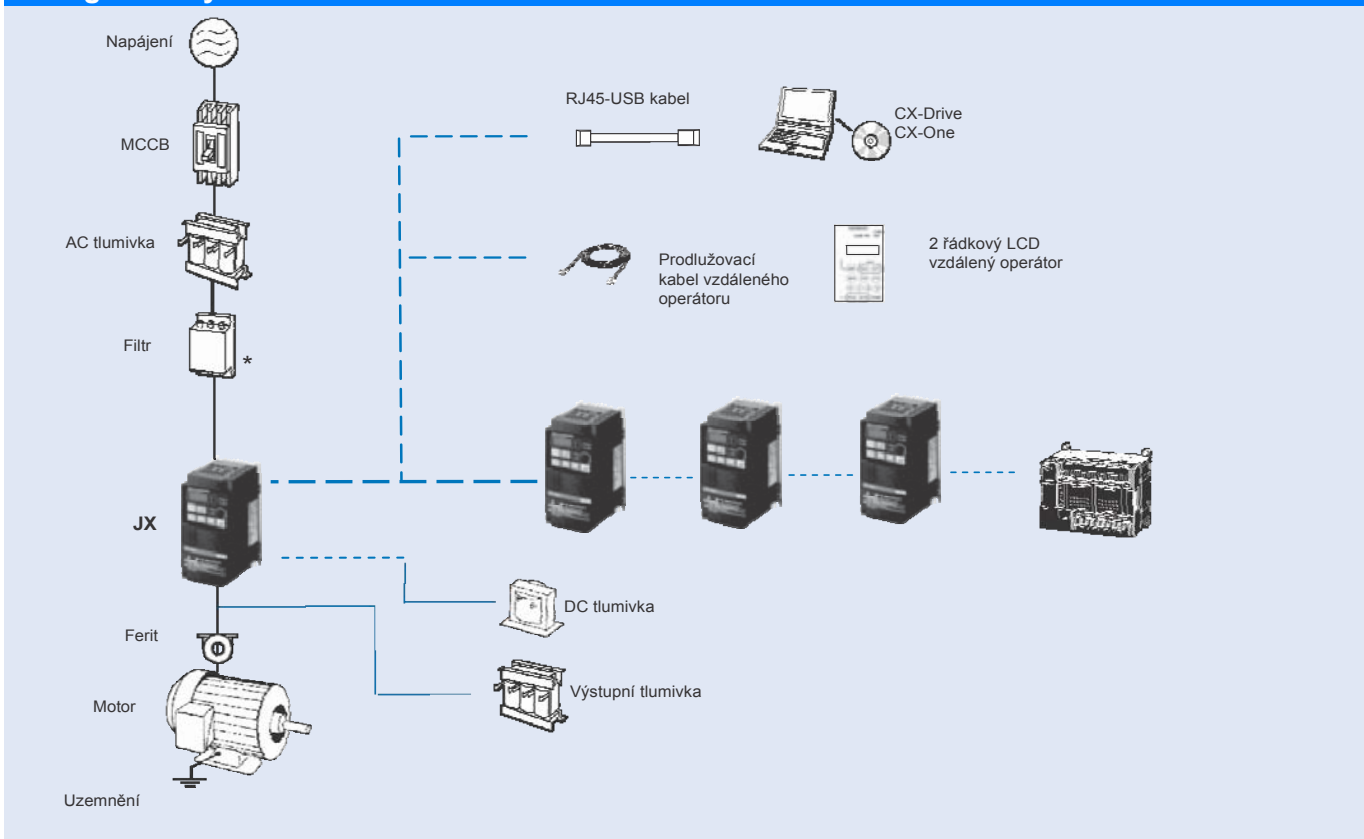 Napájení
RJ45-USB kabel
CX-Drive
CX-One
MCCB
AC tlumivka
Prodlužovací
kabel vzdáleného
operátoru
2 řádkový LCD
vzdálený operátor
Filtr
*
JX
DC tlumivka
Ferit
Výstupní tlumivka
Motor
Uzemnění